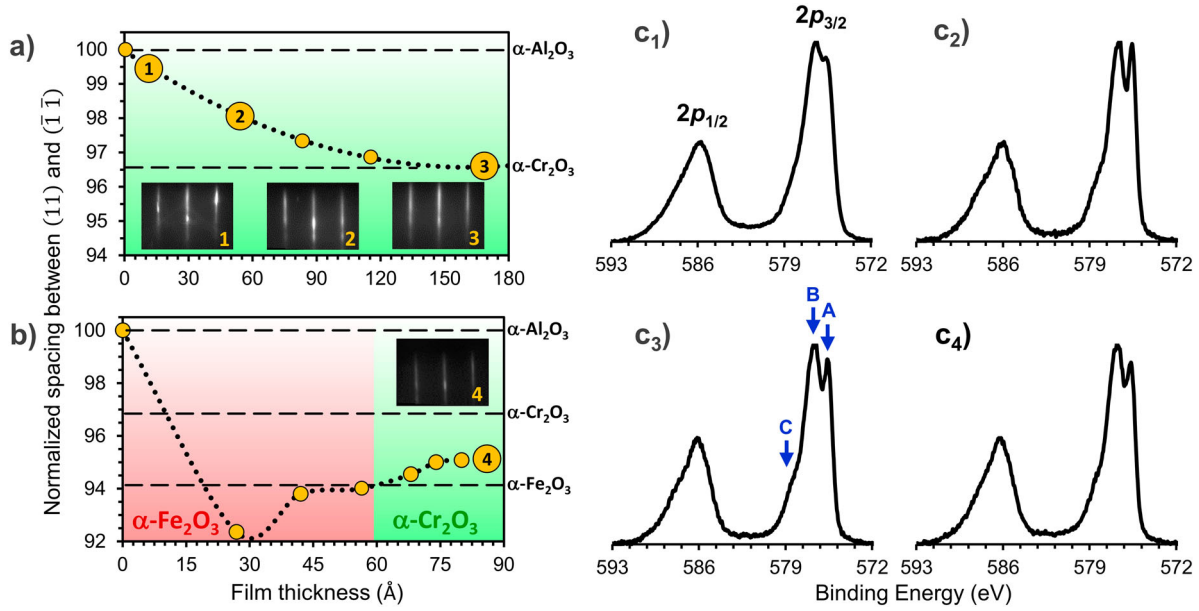 a)
Normalized spacing between (11) and (1̄ 1̄)
100
99
98
97
96
95
94
α-Al₂O₃
α-Cr₂O₃
1
2
3
1
2
3
0 30 60 90 120 150 180
b)
100
98
96
94
92
α-Al₂O₃
α-Cr₂O₃
α-Fe₂O₃
4
4
α-Fe₂O₃
α-Cr₂O₃
0 15 30 45 60 75 90
Film thickness (Å)
c₁)
2p₃/₂
2p₁/₂
593 586 579 572
c₂)
593 586 579 572
c₃)
B
A
C
593 586 579 572
c₄)
593 586 579 572
Binding Energy (eV)